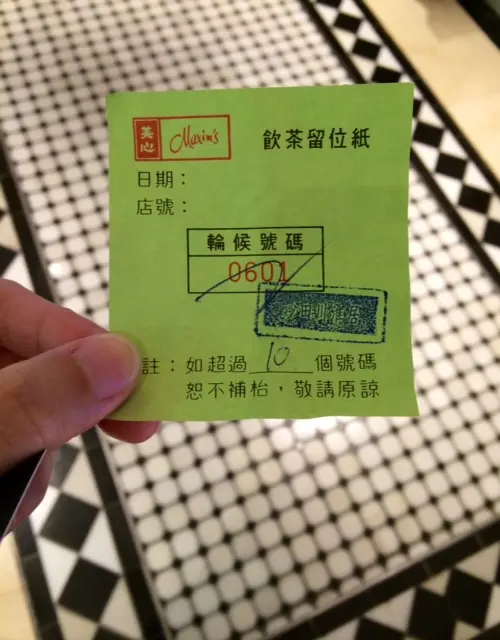 美心 Maxim's 飲茶留位紙
日期：
店號：
輪候號碼
0601
註：如超過 10 個號碼
恕不補枱，敬請原諒